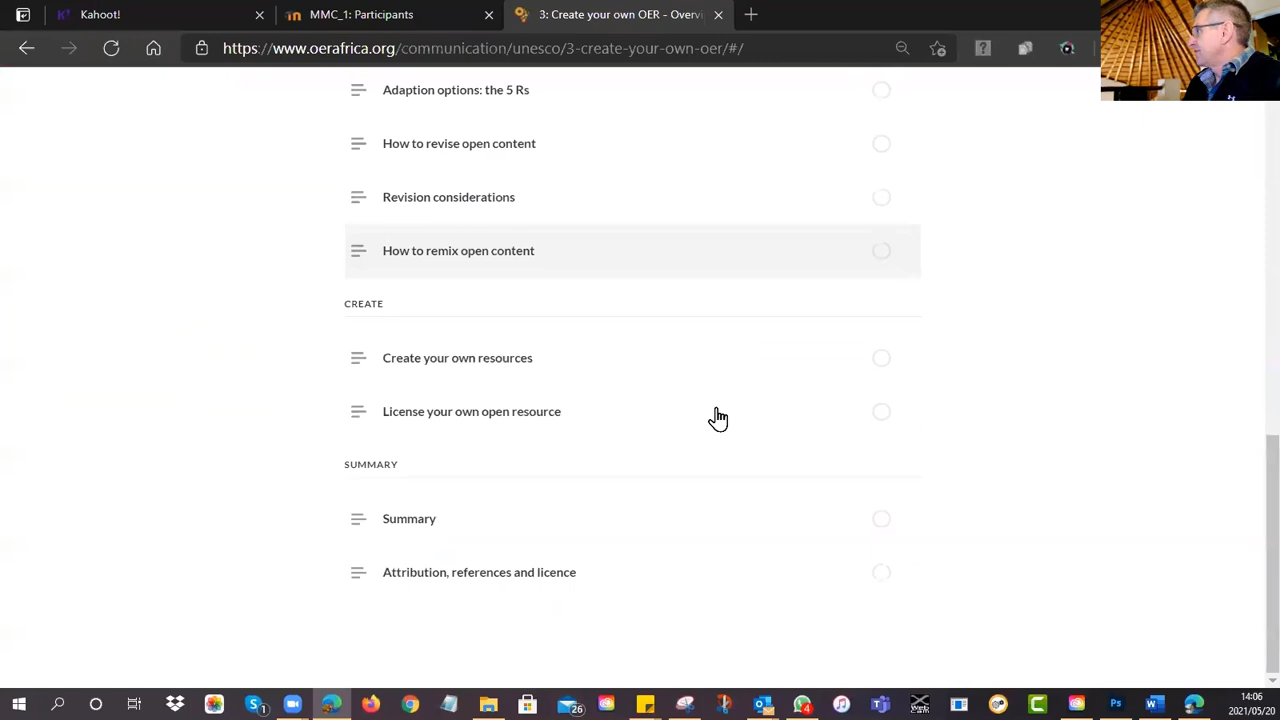 Kahoot!
MMC_1: Participants
3: Create your OER - Overvi
https://www.oerafrica.org/communication/unesco/3-create-your-own-oer/#/
Adaption options: the 5 Rs
How to revise open content
Revision considerations
How to remix open content
CREATE
Create your own resources
License your own open resource
SUMMARY
Summary
Attribution, references and licence
1
26
4
14:06
2021/05/20